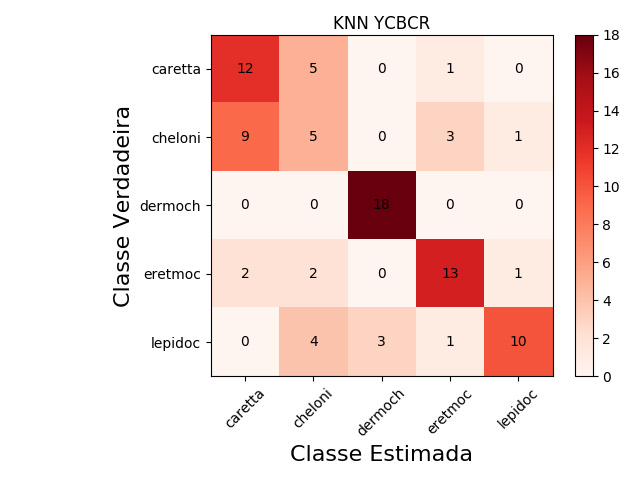 KNN YCBCR
Classe Verdadeira
caretta 12 5 0 1 0
cheloni 9 5 0 3 1
dermoch 0 0 18 0 0
eretmoc 2 2 0 13 1
lepidoc 0 4 3 1 10
caretta cheloni dermoch eretmoc lepidoc
Classe Estimada
18
16
14
12
10
8
6
4
2
0